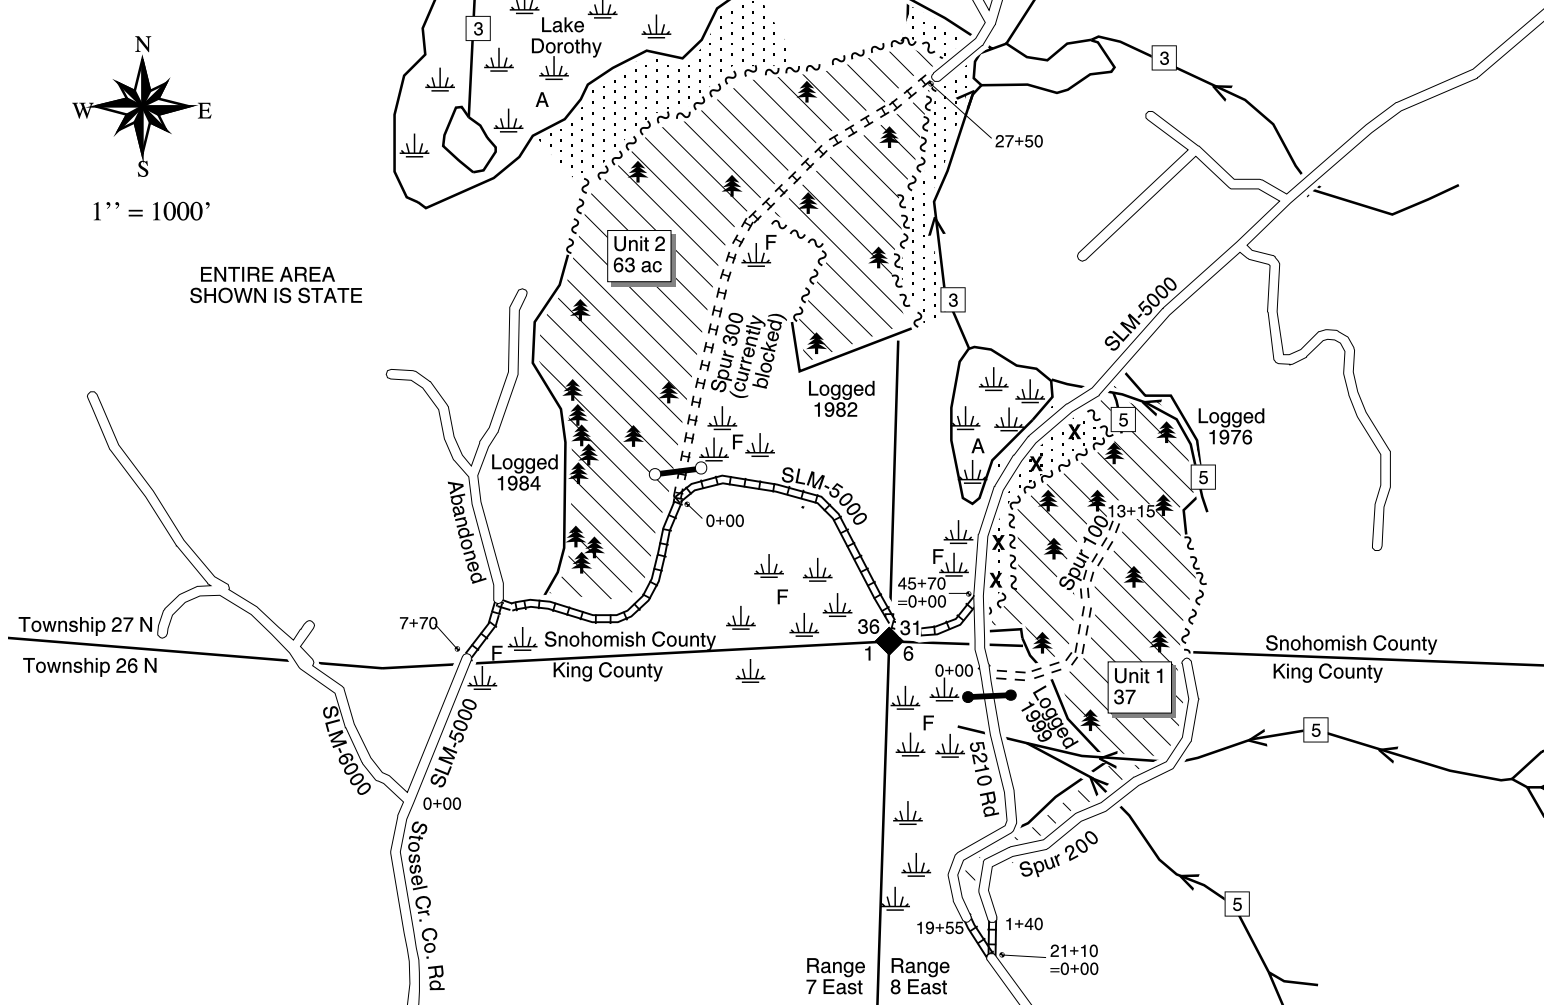 N
W E
S
1'' = 1000'
ENTIRE AREA
SHOWN IS STATE
3
Lake
Dorothy
A
3
27+50
Unit 2
63 ac
F
3
SLM-5000
Spur 300
(currently
blocked)
Logged
1982
Logged
1976
5
X
A
F
X
5
Logged
1984
SLM-5000
Abandoned
0+00
13+15
Spur 100
X
F
X
45+70
=0+00
F
7+70
Township 27 N
Township 26 N
F
Snohomish County
King County
36 31
1 6
Snohomish County
King County
0+00
Unit 1
37
Logged
1999
F
SLM-6000
SLM-5000
0+00
5210 Rd
5
Stossel Cr. Co. Rd
Spur 200
5
19+55
1+40
21+10
=0+00
Range
7 East
Range
8 East